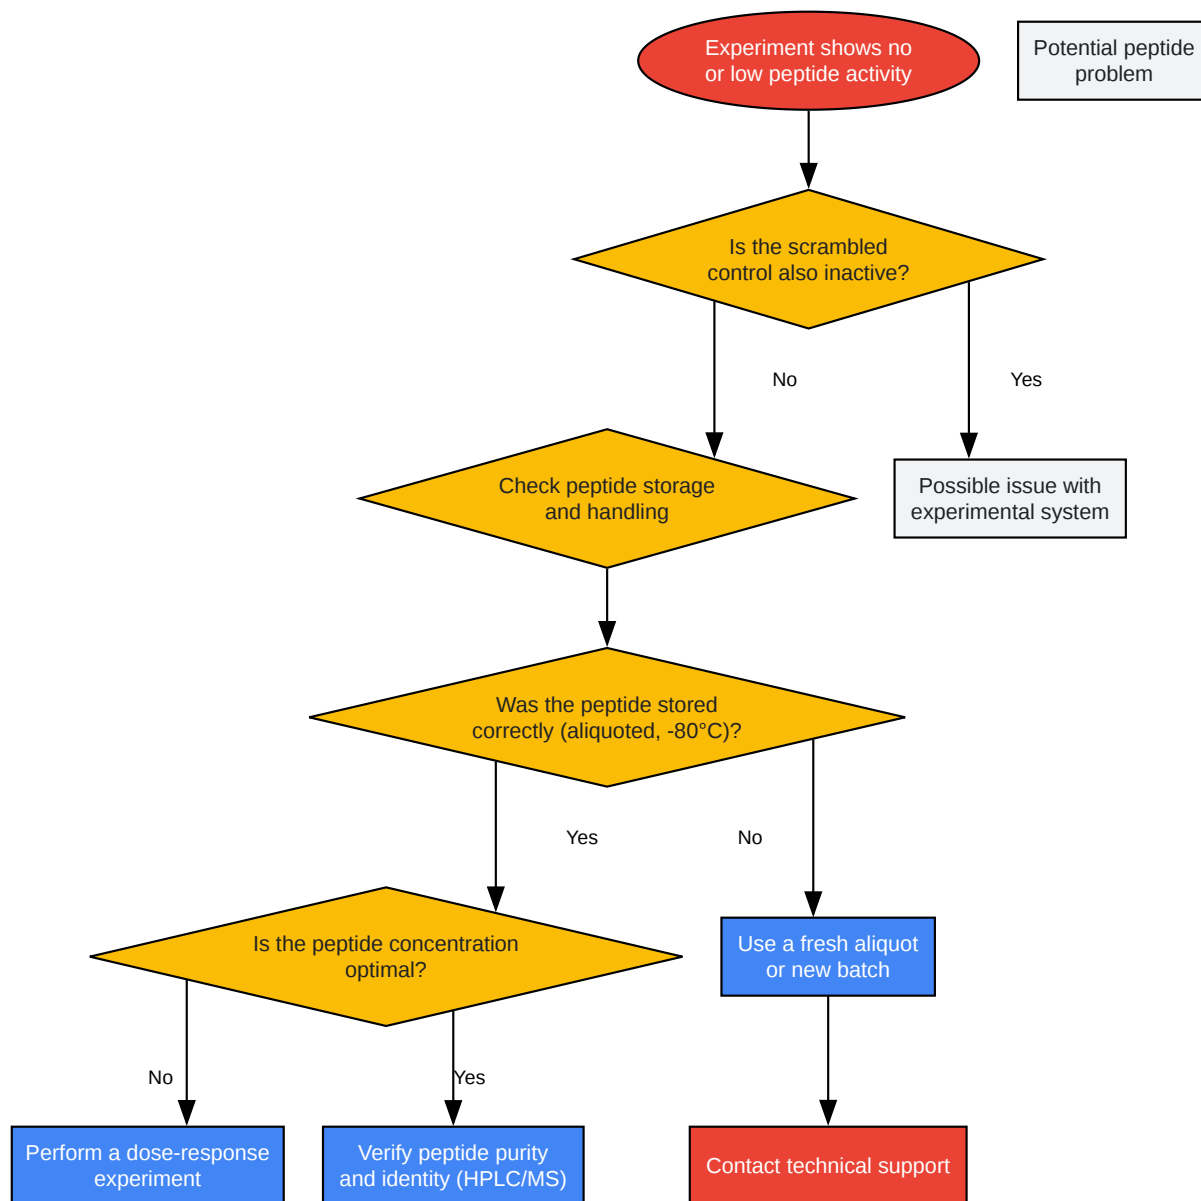 Experiment shows no
or low peptide activity
Potential peptide
problem
Is the scrambled
control also inactive?
No
Yes
Check peptide storage
and handling
Possible issue with
experimental system
Was the peptide stored
correctly (aliquoted, -80°C)?
Yes
No
Is the peptide concentration
optimal?
Use a fresh aliquot
or new batch
No
Yes
Perform a dose-response
experiment
Verify peptide purity
and identity (HPLC/MS)
Contact technical support